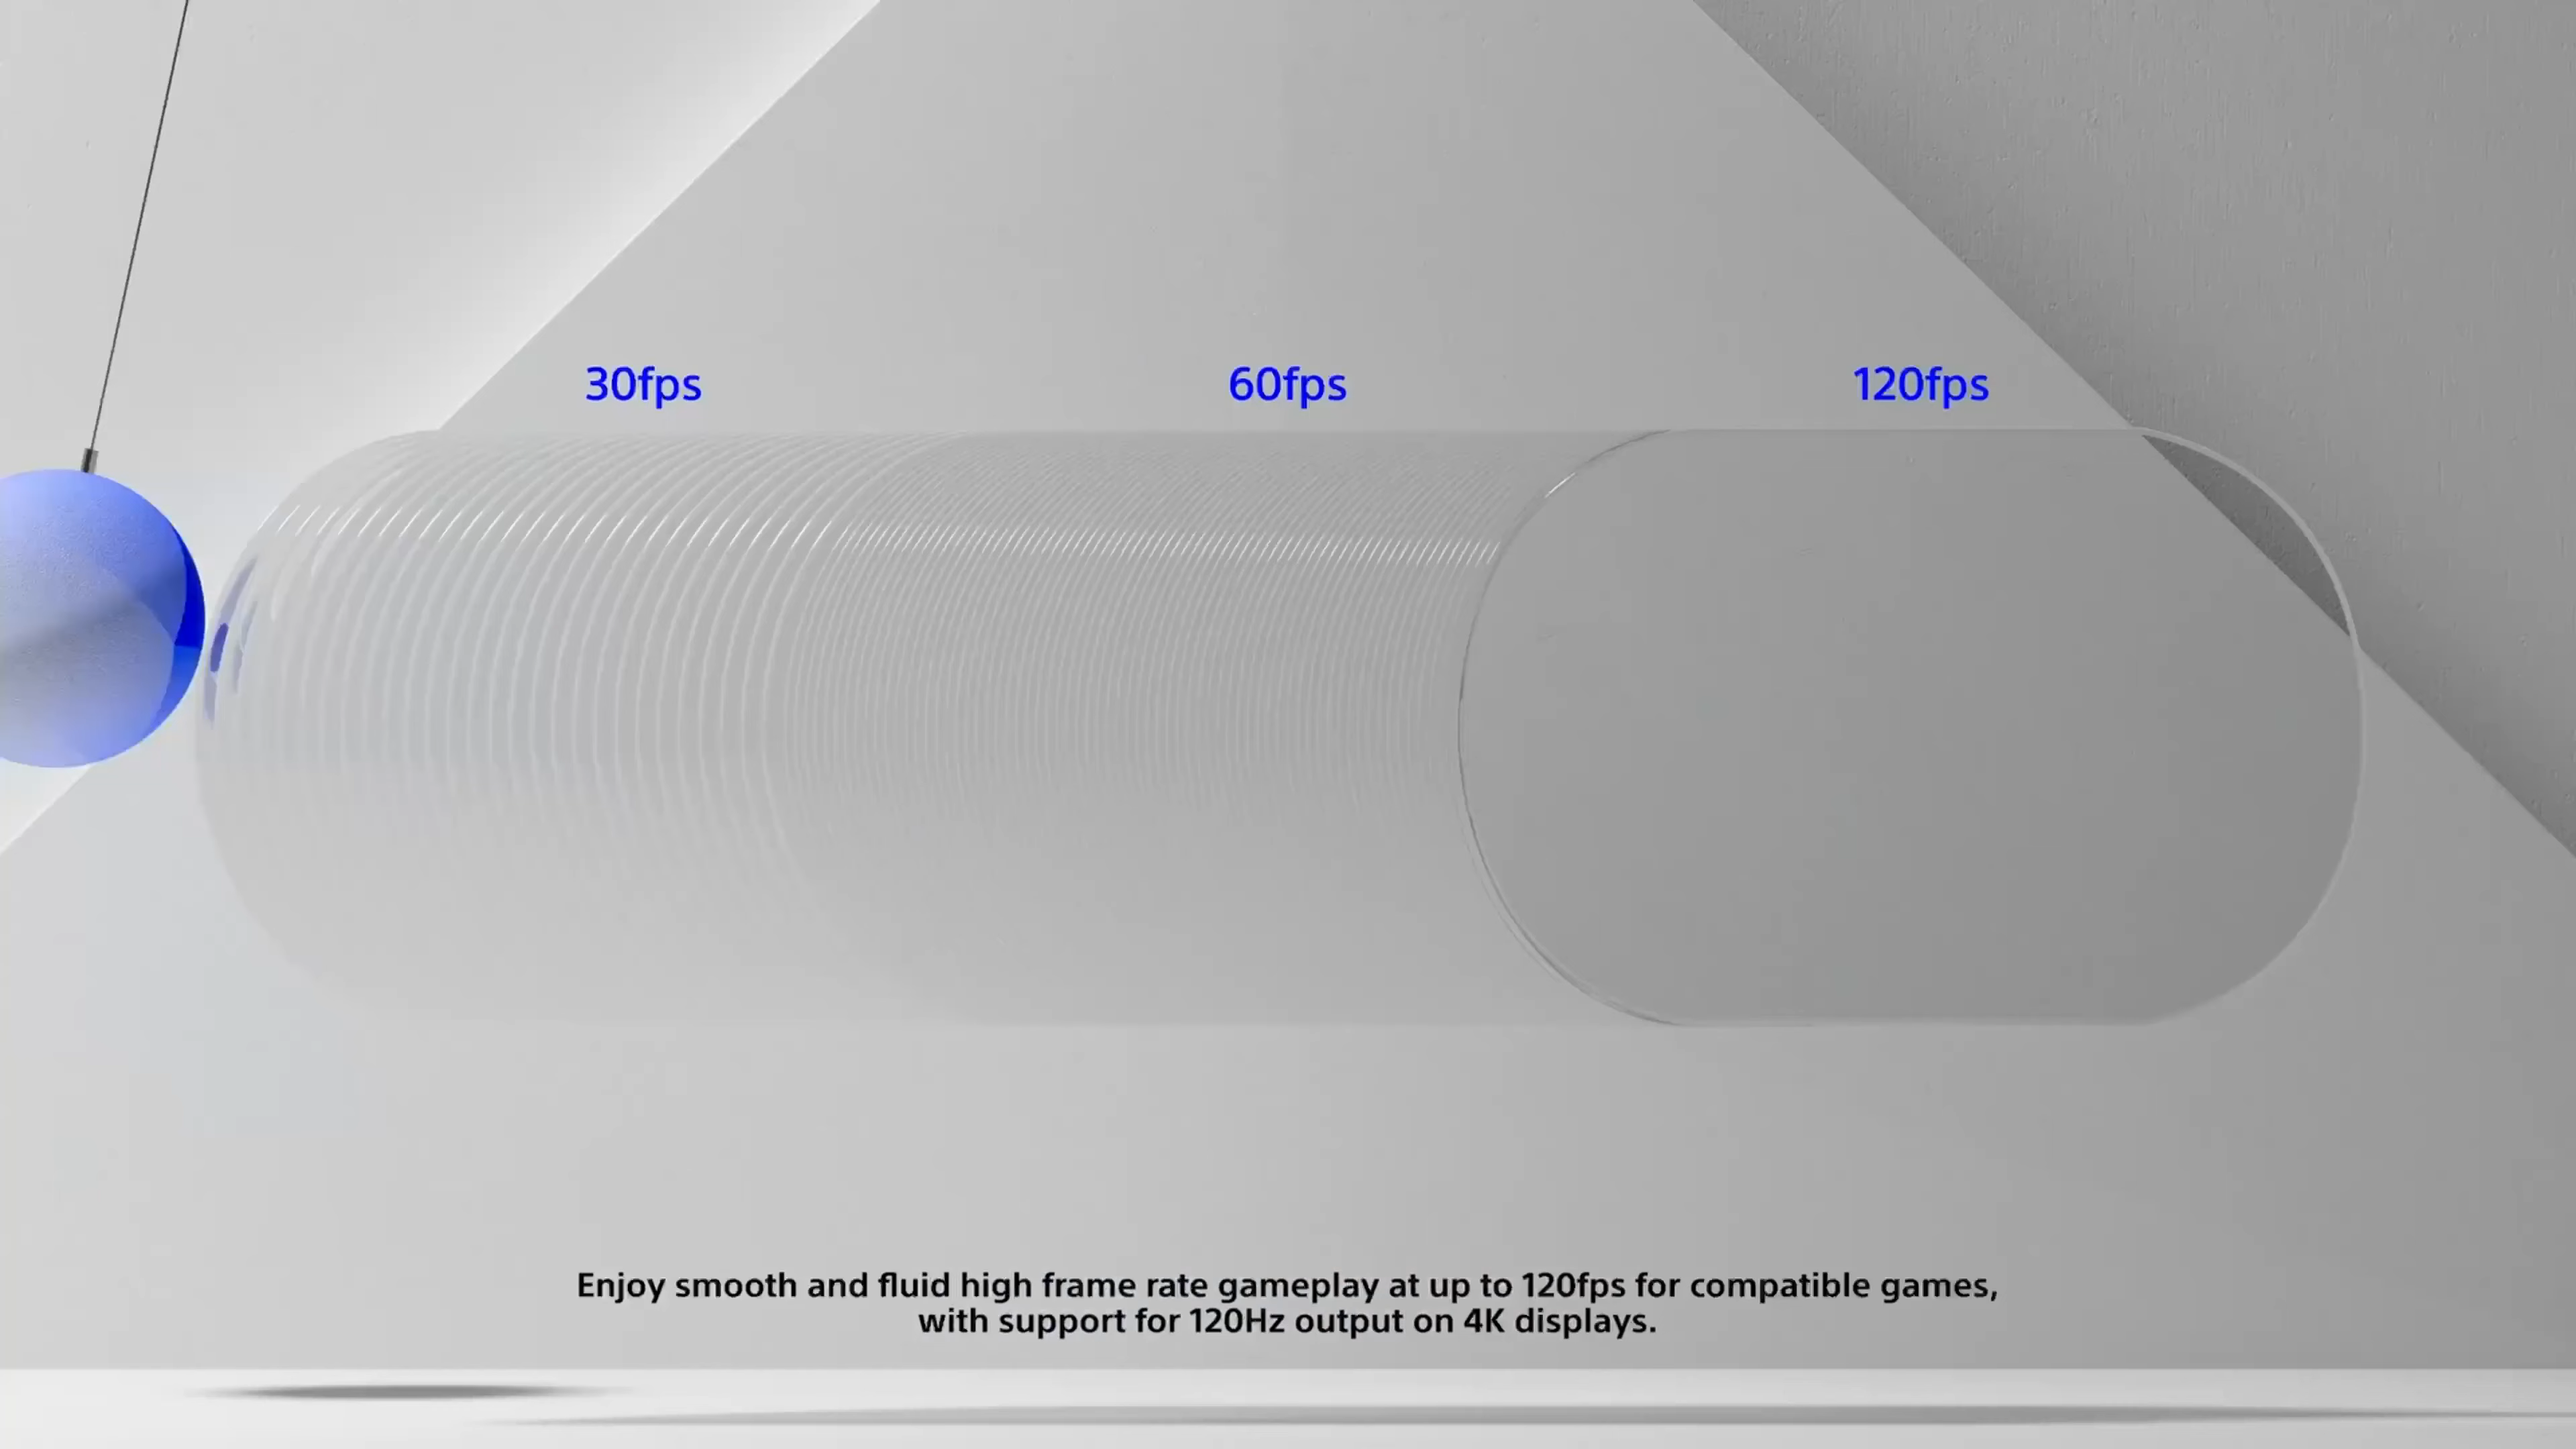 30fps
60fps
120fps
Enjoy smooth and fluid high frame rate gameplay at up to 120fps for compatible games,
with support for 120Hz output on 4K displays.